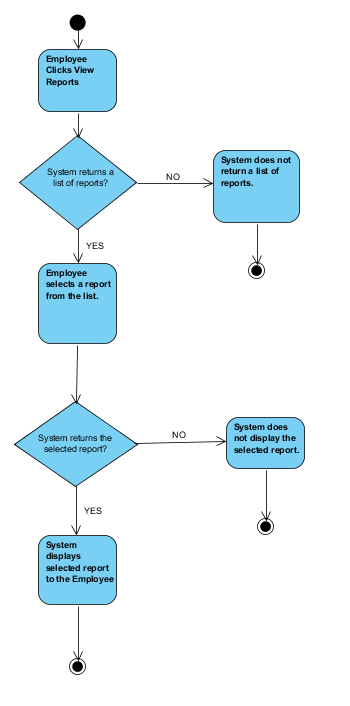 Employee
Clicks View
Reports
System returns a
list of reports?
NO
System does not
return a list of
reports.
YES
Employee
selects a report
from the list.
System returns the
selected report?
NO
System does
not display the
selected report.
YES
System
displays
selected report
to the Employee